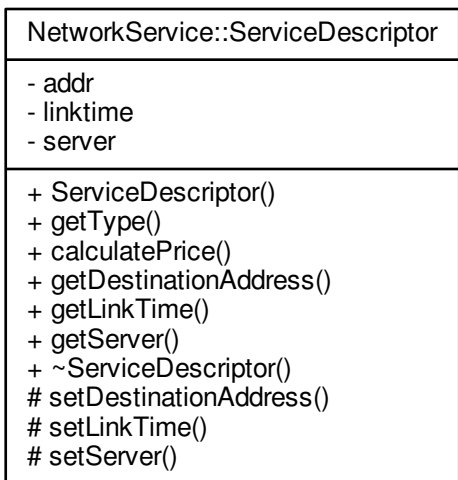 NetworkService::ServiceDescriptor
- addr
- linktime
- server
+ ServiceDescriptor()
+ getType()
+ calculatePrice()
+ getDestinationAddress()
+ getLinkTime()
+ getServer()
+ ~ServiceDescriptor()
# setDestinationAddress()
# setLinkTime()
# setServer()